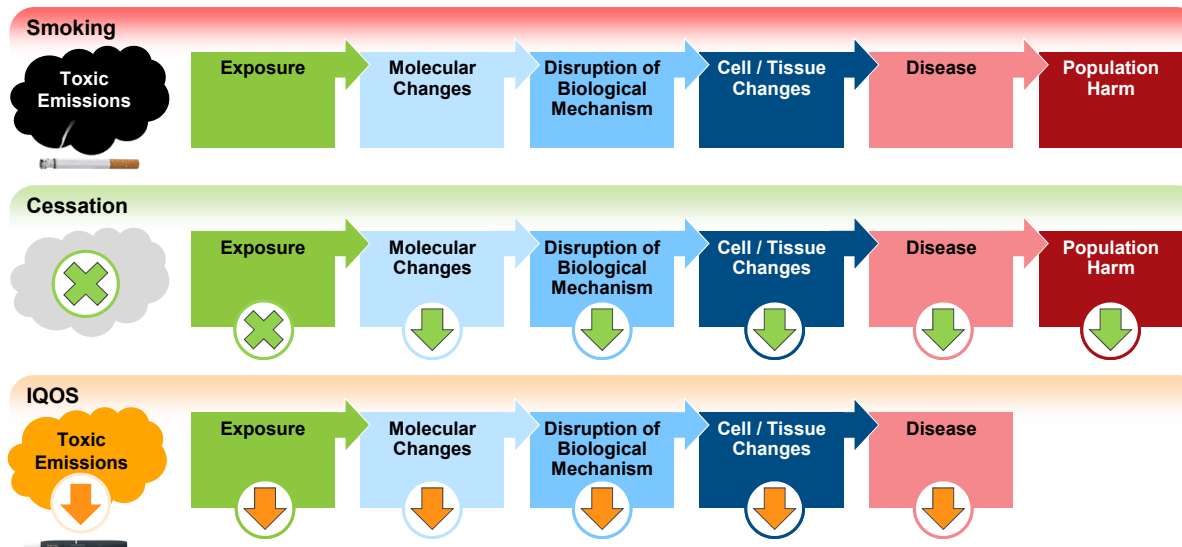 Smoking
Toxic
Emissions
Exposure
Molecular
Changes
Disruption of
Biological
Mechanism
Cell / Tissue
Changes
Disease
Population
Harm
Cessation
Exposure
Molecular
Changes
Disruption of
Biological
Mechanism
Cell / Tissue
Changes
Disease
Population
Harm
IQOS
Toxic
Emissions
Exposure
Molecular
Changes
Disruption of
Biological
Mechanism
Cell / Tissue
Changes
Disease